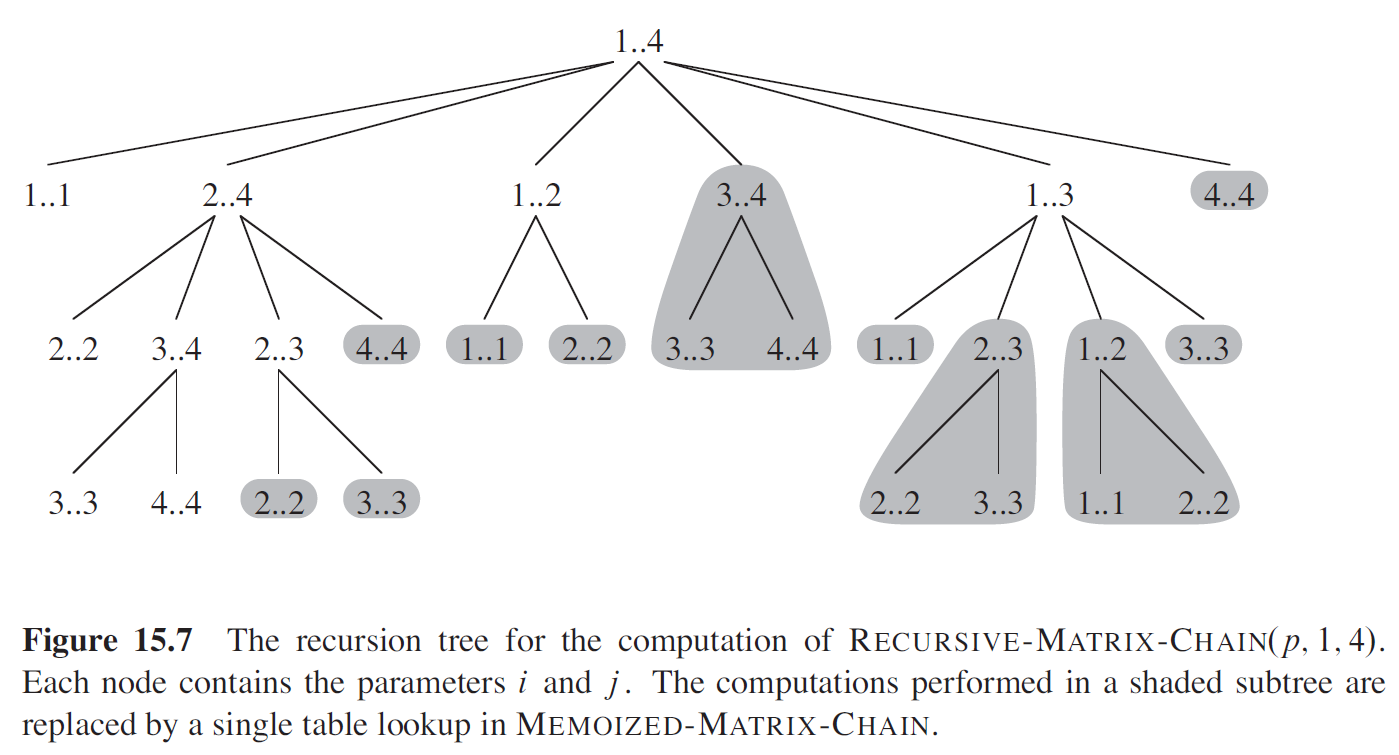 1..4
1..1 2..4 1..2 3..4 1..3 4..4
2..2 3..4 2..3 4..4 1..1 2..2 3..3 4..4 1..1 2..3 1..2 3..3
3..3 4..4 2..2 3..3 2..2 3..3 1..1 2..2
Figure 15.7 The recursion tree for the computation of RECURSIVE-MATRIX-CHAIN(p, 1, 4).
Each node contains the parameters i and j. The computations performed in a shaded subtree are
replaced by a single table lookup in MEMOIZED-MATRIX-CHAIN.